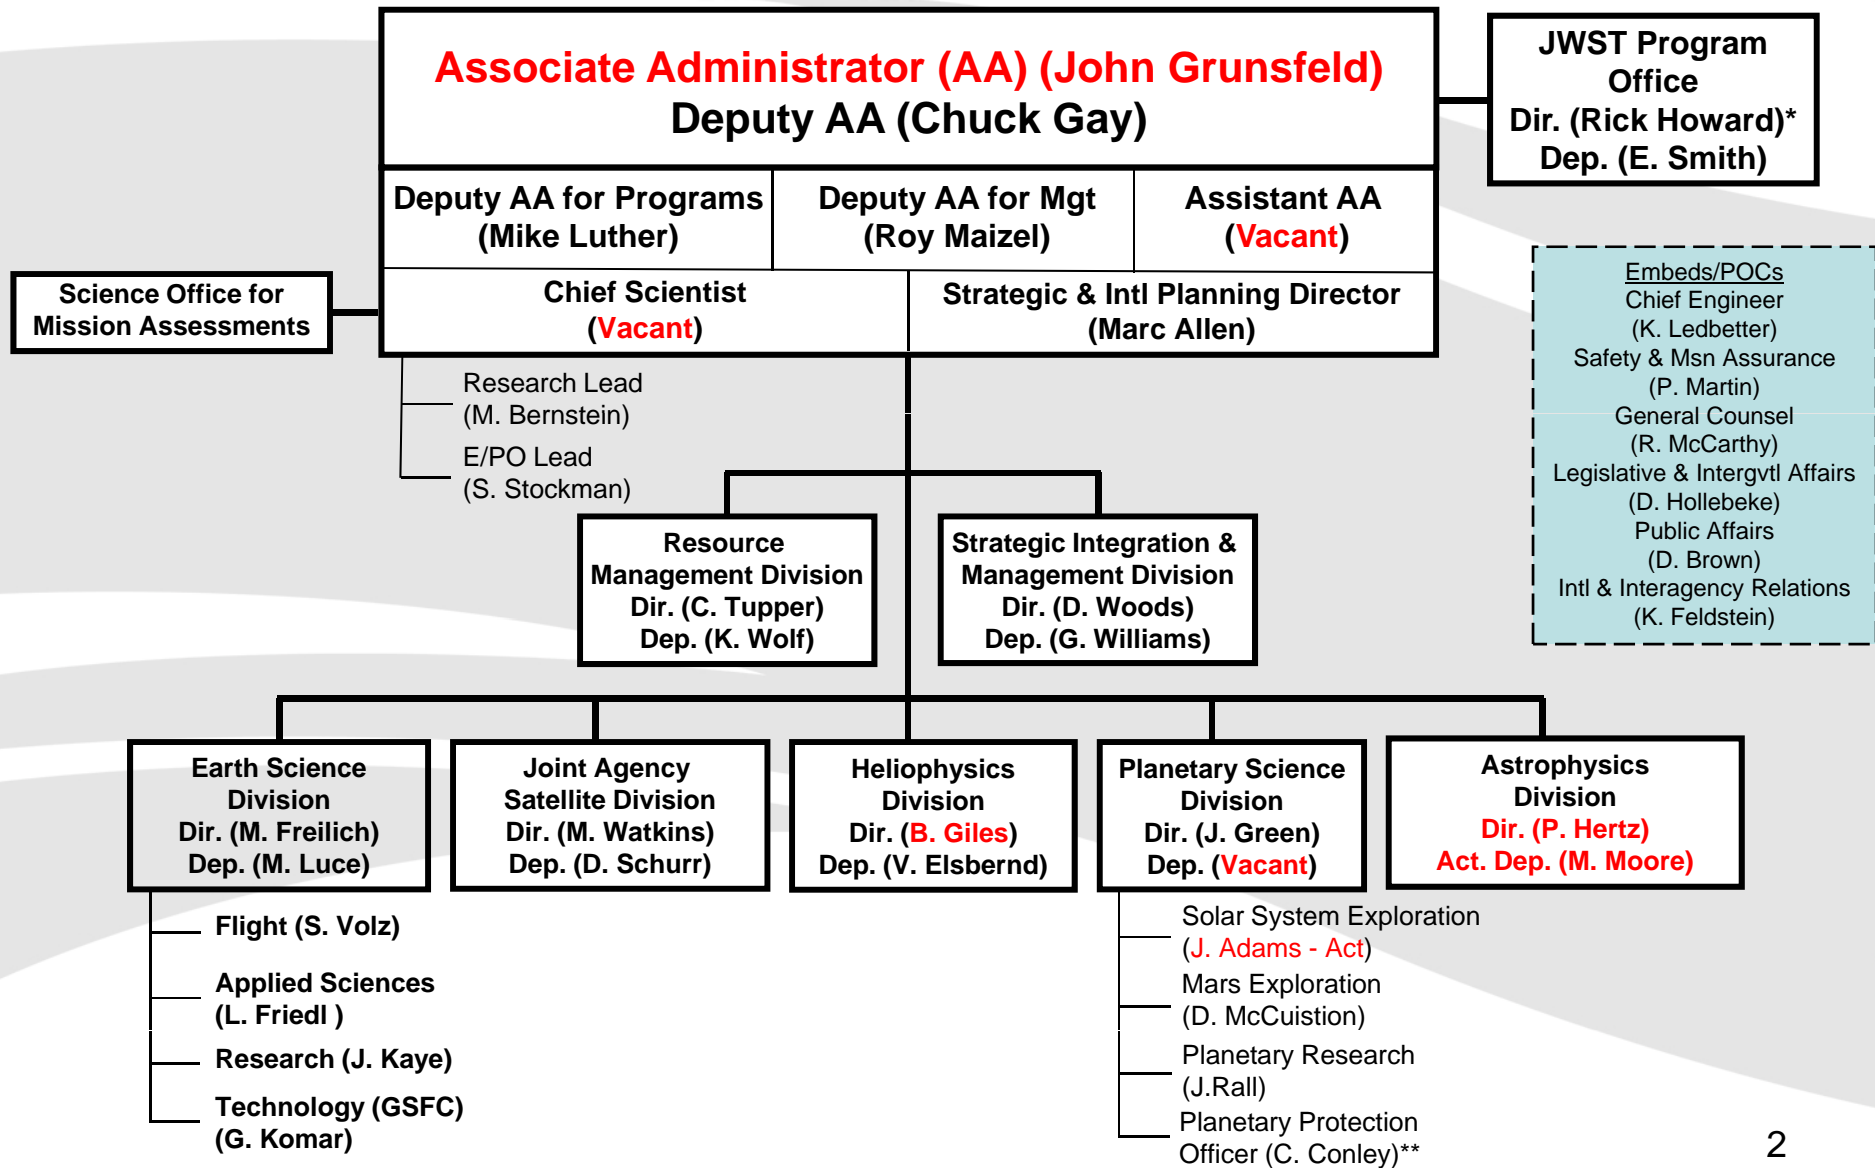 Associate Administrator (AA) (John Grunsfeld)
Deputy AA (Chuck Gay)
JWST Program
Office
Dir. (Rick Howard)*
Dep. (E. Smith)
Deputy AA for Programs
(Mike Luther)
Deputy AA for Mgt
(Roy Maizel)
Assistant AA
(Vacant)
Science Office for
Mission Assessments
Chief Scientist
(Vacant)
Strategic & Intl Planning Director
(Marc Allen)
Embeds/POCs
Chief Engineer
(K. Ledbetter)
Safety & Msn Assurance
(P. Martin)
General Counsel
(R. McCarthy)
Legislative & Intergvtl Affairs
(D. Hollebeke)
Public Affairs
(D. Brown)
Intl & Interagency Relations
(K. Feldstein)
Research Lead
(M. Bernstein)
E/PO Lead
(S. Stockman)
Resource
Management Division
Dir. (C. Tupper)
Dep. (K. Wolf)
Strategic Integration &
Management Division
Dir. (D. Woods)
Dep. (G. Williams)
Earth Science
Division
Dir. (M. Freilich)
Dep. (M. Luce)
Joint Agency
Satellite Division
Dir. (M. Watkins)
Dep. (D. Schurr)
Heliophysics
Division
Dir. (B. Giles)
Dep. (V. Elsbernd)
Planetary Science
Division
Dir. (J. Green)
Dep. (Vacant)
Astrophysics
Division
Dir. (P. Hertz)
Act. Dep. (M. Moore)
Flight (S. Volz)
Applied Sciences
(L. Friedl )
Research (J. Kaye)
Technology (GSFC)
(G. Komar)
Solar System Exploration
(J. Adams - Act)
Mars Exploration
(D. McCuistion)
Planetary Research
(J.Rall)
Planetary Protection
Officer (C. Conley)**
2